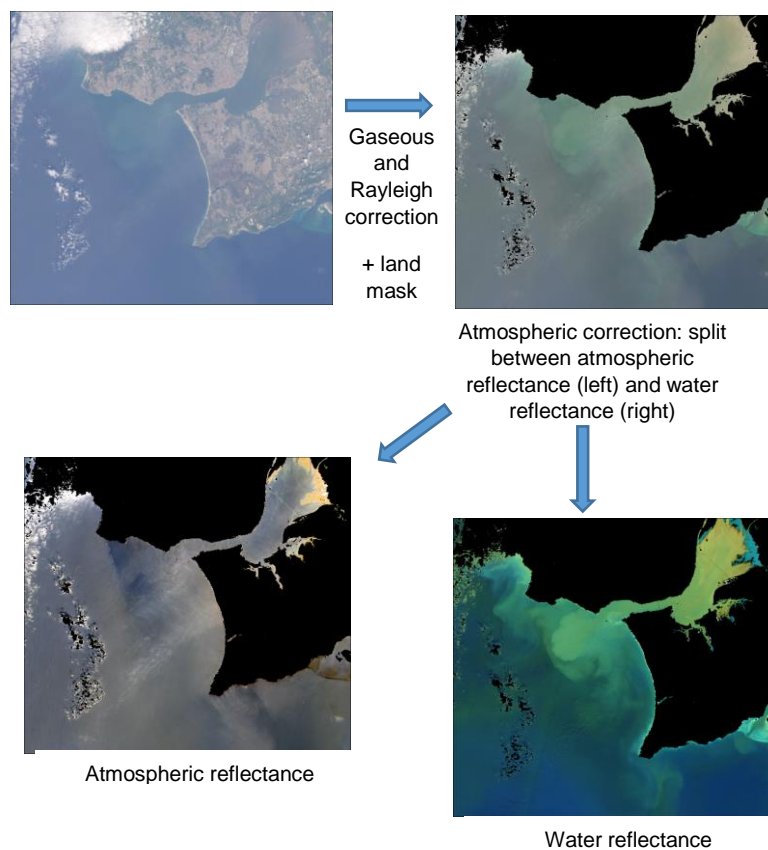 Gaseous
and
Rayleigh
correction
+ land
mask
Atmospheric correction: split
between atmospheric
reflectance (left) and water
reflectance (right)
Atmospheric reflectance
Water reflectance